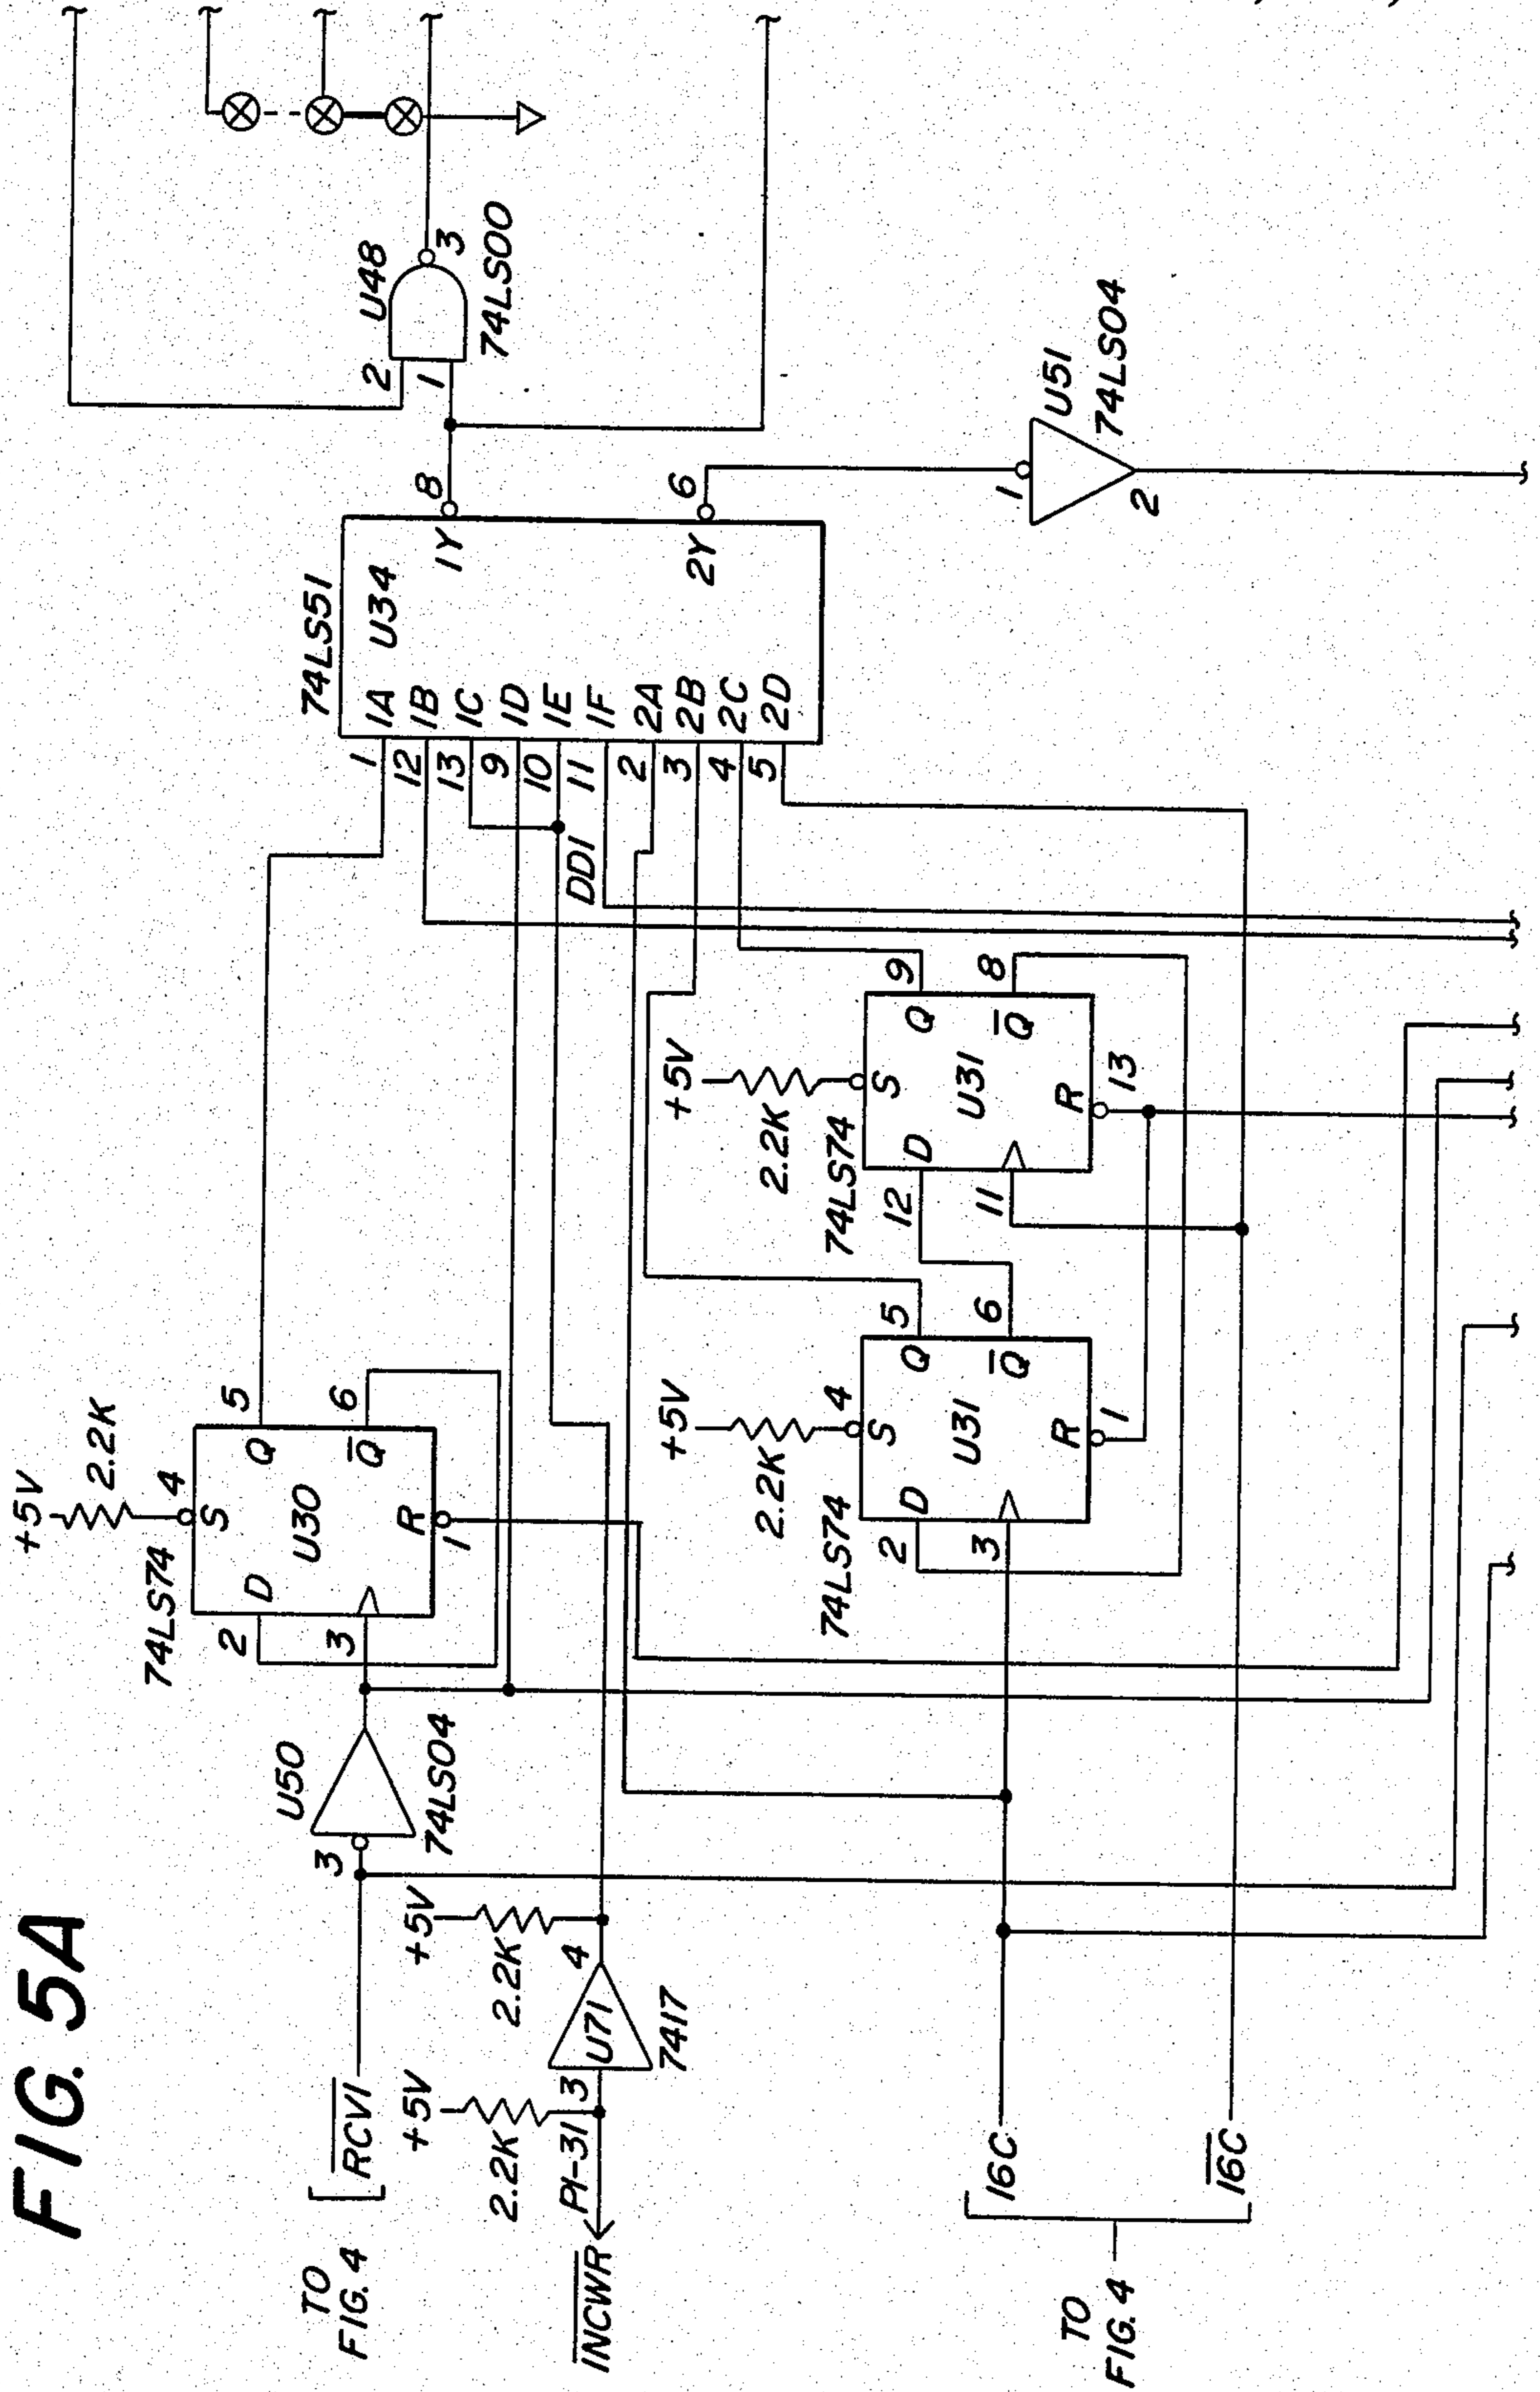 FIG. 5A
+5V
2.2K
74LS74
4
S
2
D
Q
5
U30
3
Q
6
R
1
U50
3
74LS04
TO
FIG. 4
RCVI
+5V
2.2K
+5V
2.2K
INCWR
P1-31
3
U71
4
7417
74LS51
U34
1
1A
12
1B
13
1C
9
1D
10
1E
11
1F
2
2A
3
2B
4
2C
5
2D
DDI
1Y
8
2Y
6
U48
2
1
3
74LS00
1
U51
74LS04
2
+5V
2.2K
74LS74
4
S
2
D
Q
5
U31
3
Q
6
R
1
+5V
2.2K
74LS74
S
12
D
Q
9
U31
11
Q
8
R
13
TO
FIG. 4
16C
16C